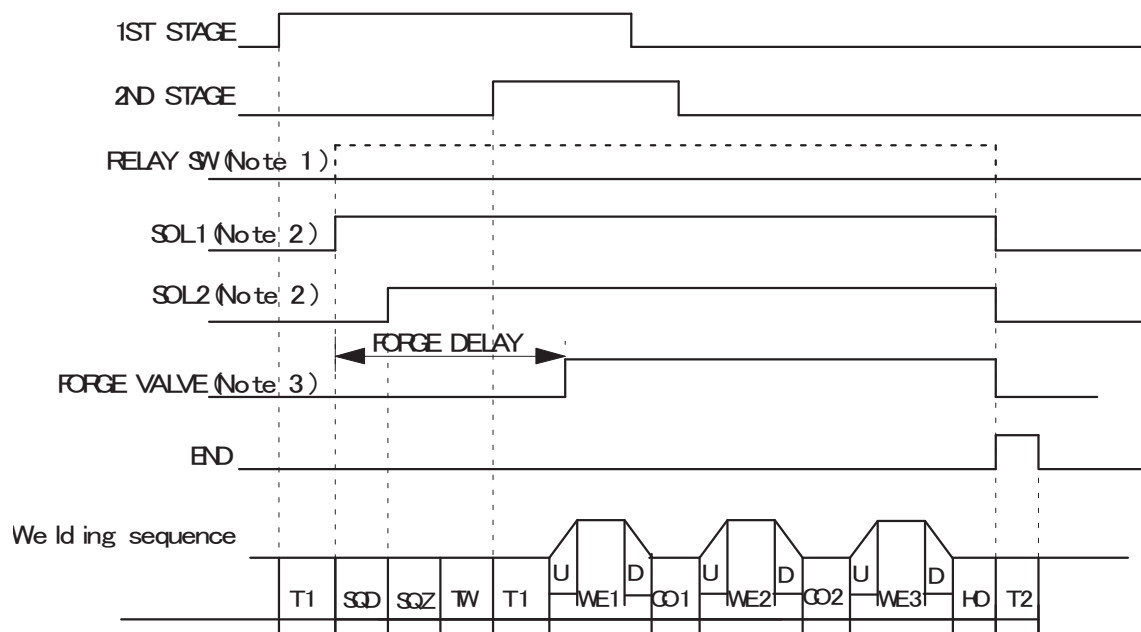 1ST STAGE
2ND STAGE
RELAY SW(Note 1)
SOL1(Note 2)
SOL2(Note 2)
FORGE DELAY
FORGE VALVE(Note 3)
END
Welding sequence
U D U D U D
T1 SQD SQZ TW T1 WE1 CO1 WE2 CO2 WE3 HO T2